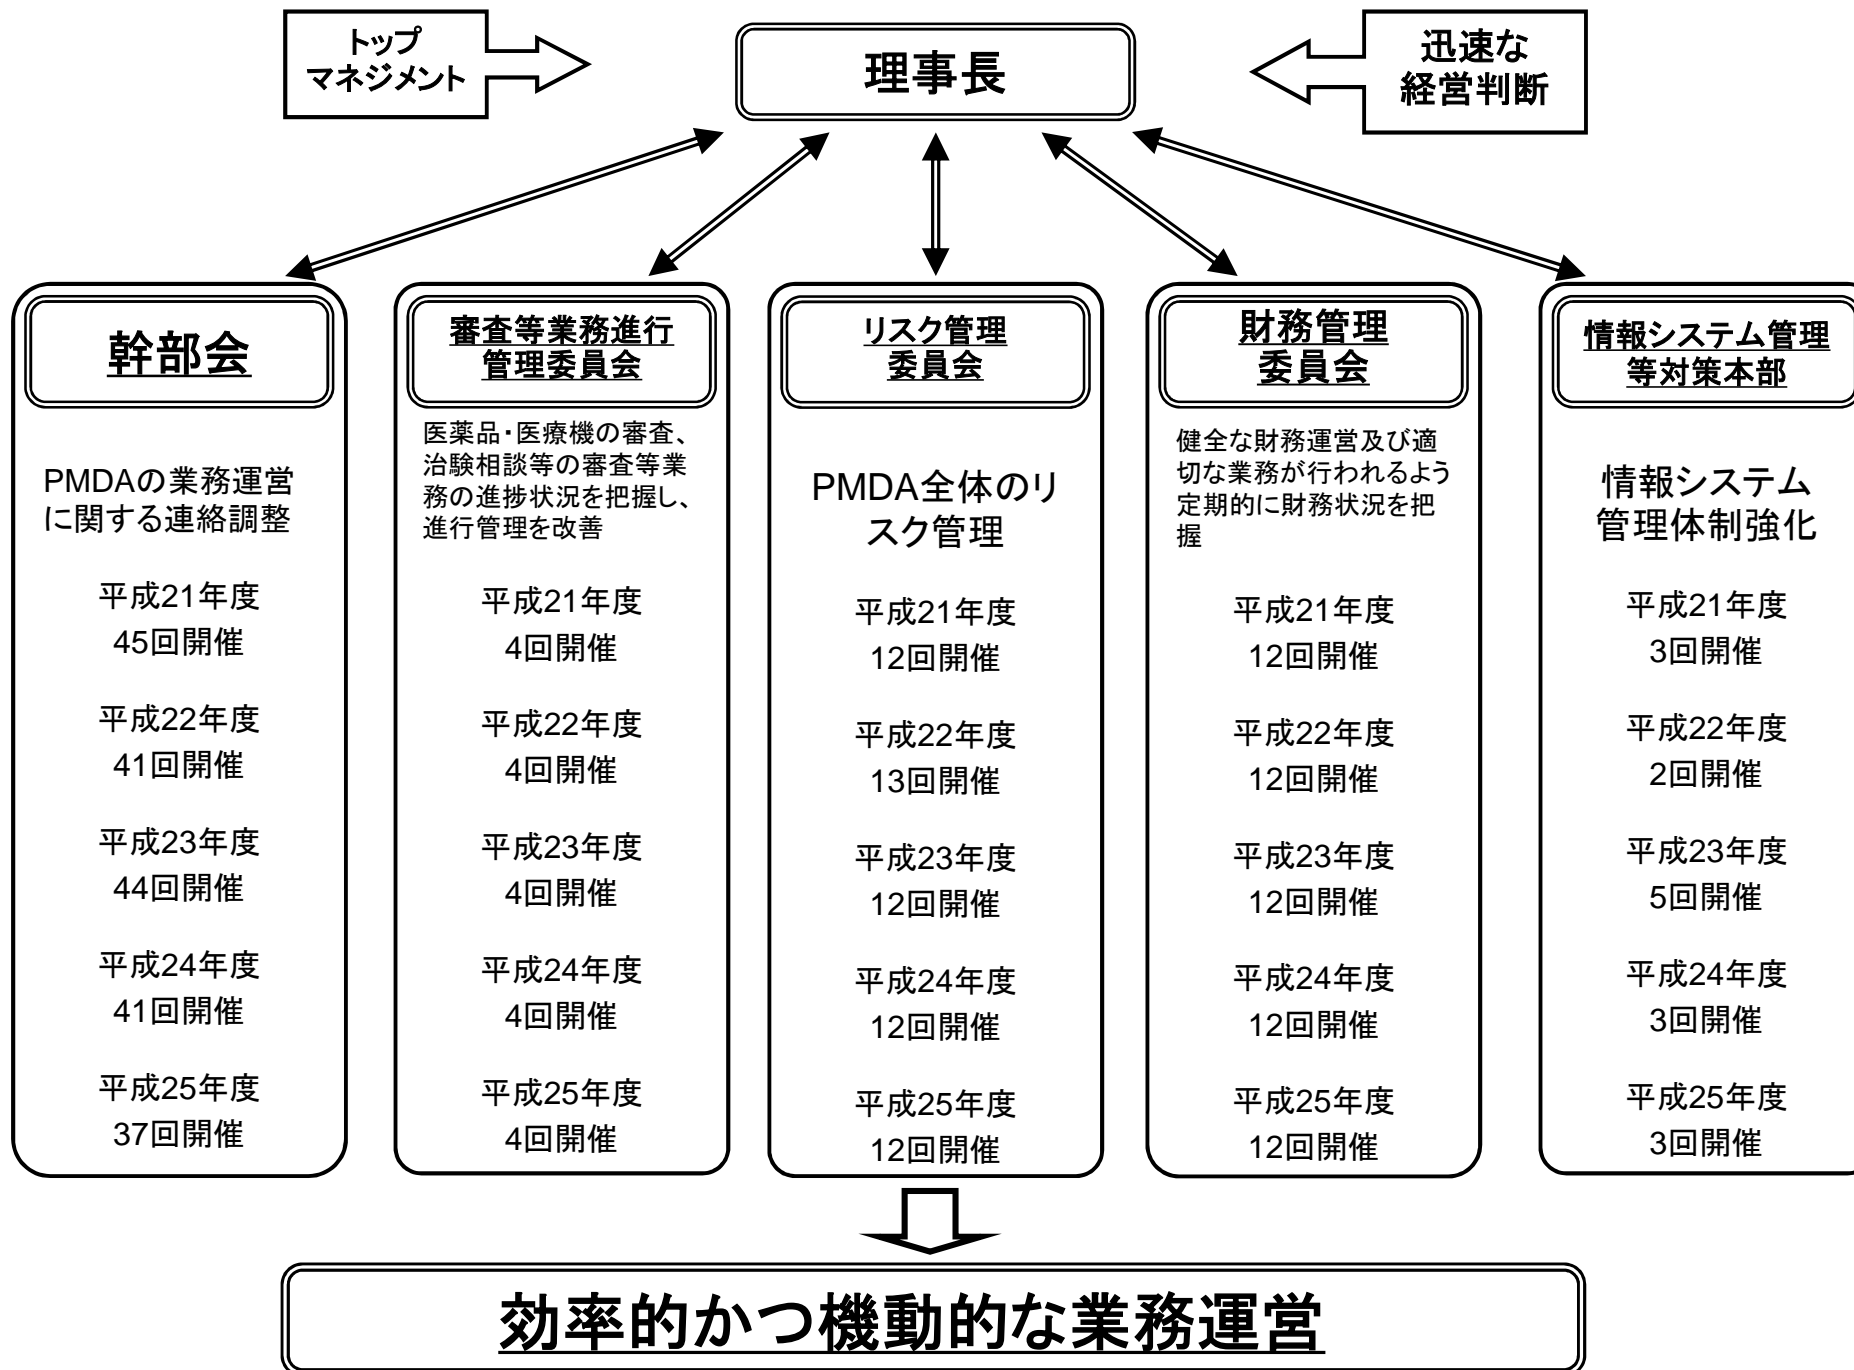 トップ
マネジメント
理事長
迅速な
経営判断
幹部会
PMDAの業務運営
に関する連絡調整
平成21年度
45回開催
平成22年度
41回開催
平成23年度
44回開催
平成24年度
41回開催
平成25年度
37回開催
審査等業務進行
管理委員会
医薬品・医療機の審査、
治験相談等の審査等業
務の進捗状況を把握し、
進行管理を改善
平成21年度
4回開催
平成22年度
4回開催
平成23年度
4回開催
平成24年度
4回開催
平成25年度
4回開催
リスク管理
委員会
PMDA全体のリ
スク管理
平成21年度
12回開催
平成22年度
13回開催
平成23年度
12回開催
平成24年度
12回開催
平成25年度
12回開催
財務管理
委員会
健全な財務運営及び適
切な業務が行われるよう
定期的に財務状況を把
握
平成21年度
12回開催
平成22年度
12回開催
平成23年度
12回開催
平成24年度
12回開催
平成25年度
12回開催
情報システム管理
等対策本部
情報システム
管理体制強化
平成21年度
3回開催
平成22年度
2回開催
平成23年度
5回開催
平成24年度
3回開催
平成25年度
3回開催
効率的かつ機動的な業務運営